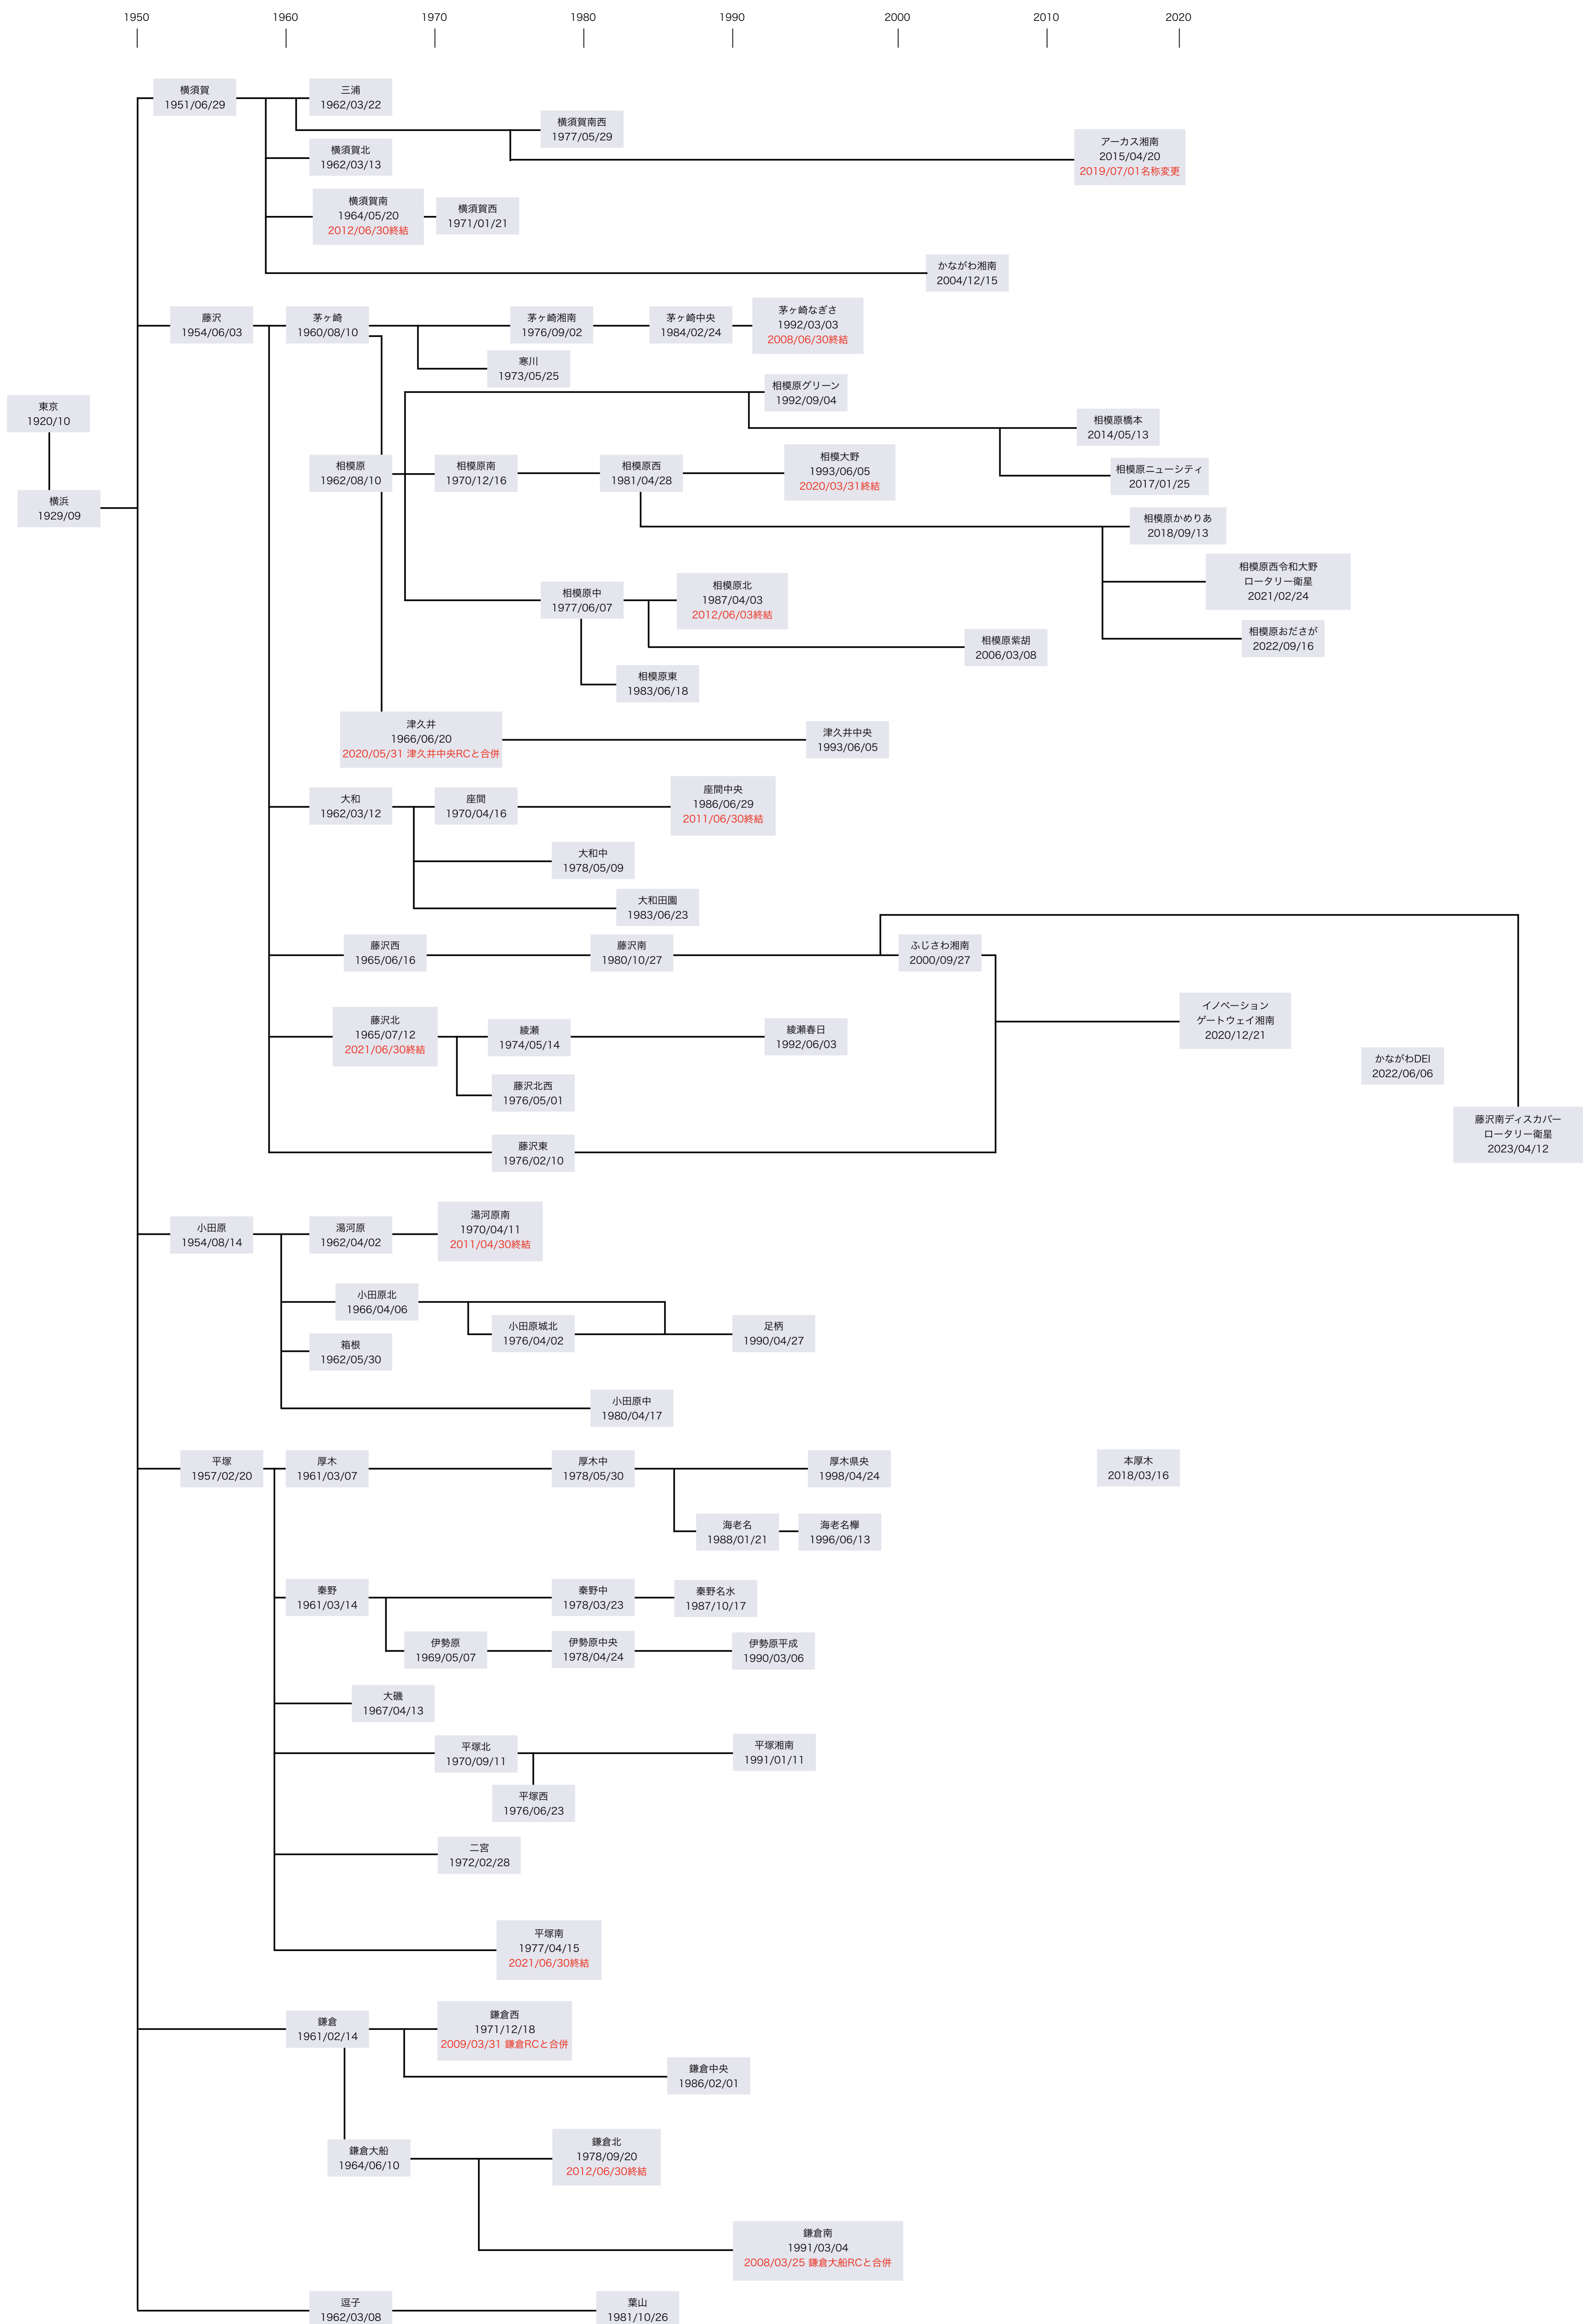 1950
1960
1970
1980
1990
2000
2010
2020
横須賀
1951/06/29
三浦
1962/03/22
横須賀南西
1977/05/29
アーカス湘南
2015/04/20
2019/07/01名称変更
横須賀北
1962/03/13
横須賀南
1964/05/20
2012/06/30終結
横須賀西
1971/01/21
かながわ湘南
2004/12/15
藤沢
1954/06/03
茅ヶ崎
1960/08/10
茅ヶ崎湘南
1976/09/02
茅ヶ崎中央
1984/02/24
茅ヶ崎なぎさ
1992/03/03
2008/06/30終結
寒川
1973/05/25
相模原グリーン
1992/09/04
東京
1920/10
相模原橋本
2014/05/13
相模原
1962/08/10
相模原南
1970/12/16
相模原西
1981/04/28
相模大野
1993/06/05
2020/03/31終結
相模原ニューシティ
2017/01/25
横浜
1929/09
相模原かめりあ
2018/09/13
相模原西令和大野
ロータリー衛星
2021/02/24
相模原中
1977/06/07
相模原北
1987/04/03
2012/06/03終結
相模原おださが
2022/09/16
相模原紫胡
2006/03/08
相模原東
1983/06/18
津久井
1966/06/20
2020/05/31 津久井中央RCと合併
津久井中央
1993/06/05
大和
1962/03/12
座間
1970/04/16
座間中央
1986/06/29
2011/06/30終結
大和中
1978/05/09
大和田園
1983/06/23
藤沢西
1965/06/16
藤沢南
1980/10/27
ふじさわ湘南
2000/09/27
藤沢北
1965/07/12
2021/06/30終結
綾瀬
1974/05/14
綾瀬春日
1992/06/03
イノベーション
ゲートウェイ湘南
2020/12/21
かながわDEI
2022/06/06
藤沢北西
1976/05/01
藤沢南ディスカバー
ロータリー衛星
2023/04/12
藤沢東
1976/02/10
小田原
1954/08/14
湯河原
1962/04/02
湯河原南
1970/04/11
2011/04/30終結
小田原北
1966/04/06
小田原城北
1976/04/02
足柄
1990/04/27
箱根
1962/05/30
小田原中
1980/04/17
平塚
1957/02/20
厚木
1961/03/07
厚木中
1978/05/30
厚木県央
1998/04/24
本厚木
2018/03/16
海老名
1988/01/21
海老名欅
1996/06/13
秦野
1961/03/14
秦野中
1978/03/23
秦野名水
1987/10/17
伊勢原
1969/05/07
伊勢原中央
1978/04/24
伊勢原平成
1990/03/06
大磯
1967/04/13
平塚北
1970/09/11
平塚湘南
1991/01/11
平塚西
1976/06/23
二宮
1972/02/28
平塚南
1977/04/15
2021/06/30終結
鎌倉
1961/02/14
鎌倉西
1971/12/18
2009/03/31 鎌倉RCと合併
鎌倉中央
1986/02/01
鎌倉大船
1964/06/10
鎌倉北
1978/09/20
2012/06/30終結
鎌倉南
1991/03/04
2008/03/25 鎌倉大船RCと合併
逗子
1962/03/08
葉山
1981/10/26